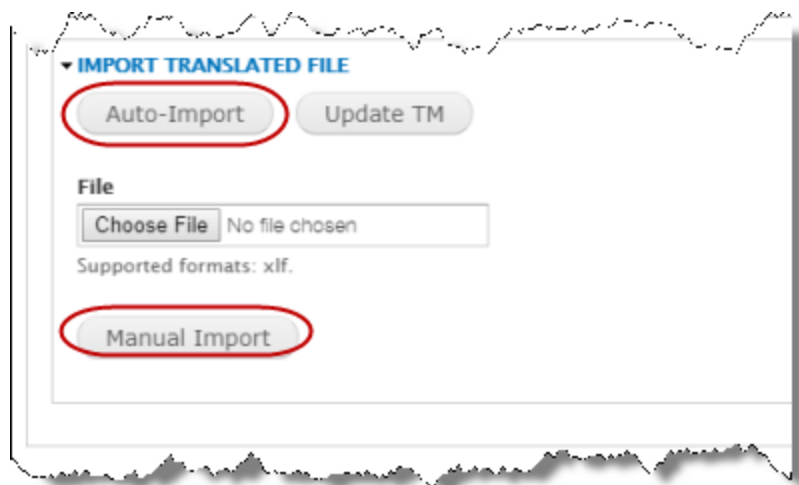 IMPORT TRANSLATED FILE
Auto-Import Update TM
File
Choose File No file chosen
Supported formats: xlf.
Manual Import